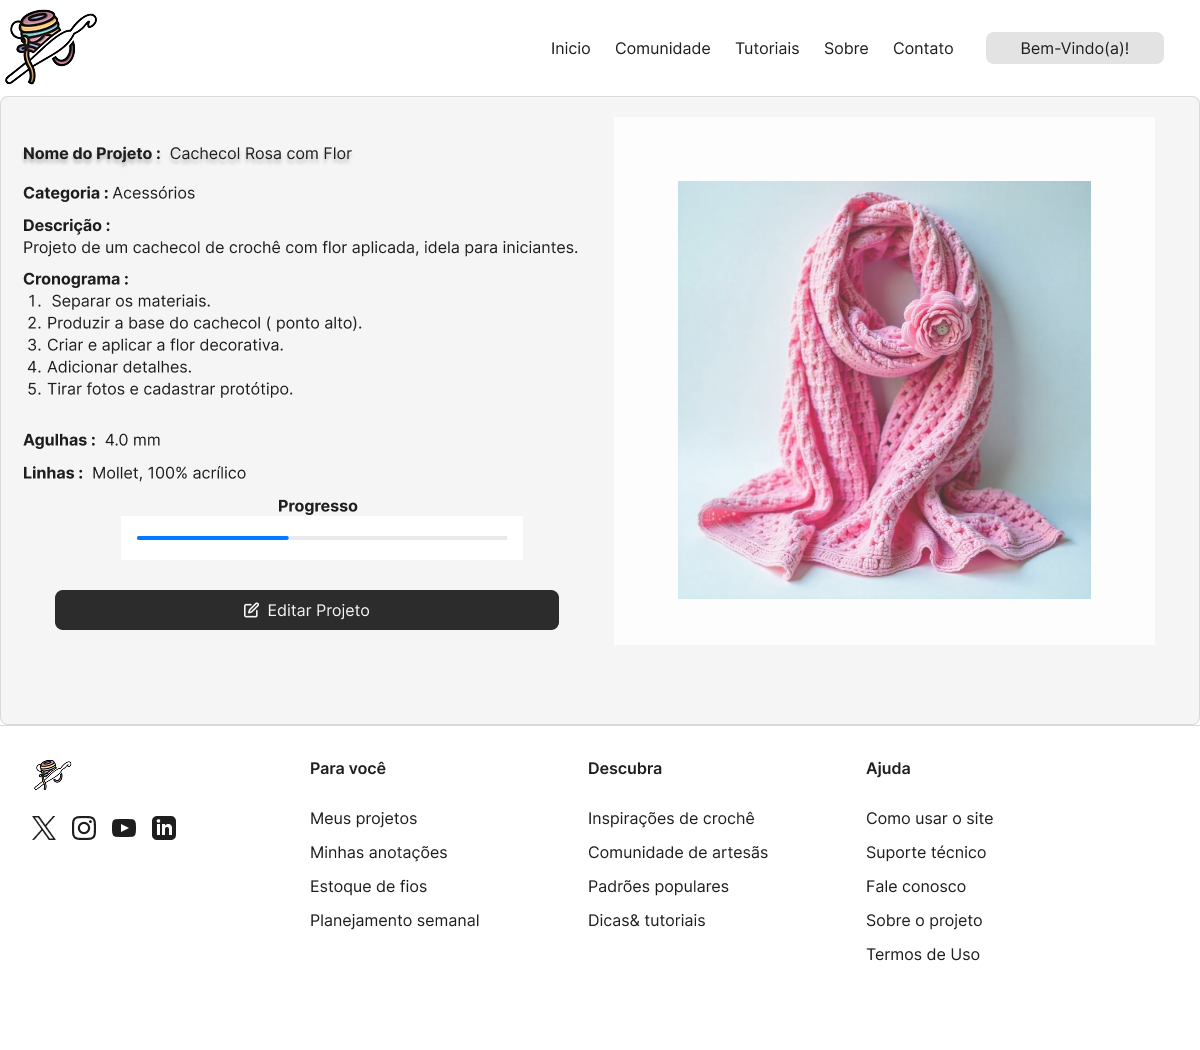 Inicio Comunidade Tutoriais Sobre Contato Bem-Vindo(a)!
Nome do Projeto : Cachecol Rosa com Flor
Categoria : Acessórios
Descrição :
Projeto de um cachecol de crochê com flor aplicada, idela para iniciantes.
Cronograma :
1. Separar os materiais.
2. Produzir a base do cachecol ( ponto alto).
3. Criar e aplicar a flor decorativa.
4. Adicionar detalhes.
5. Tirar fotos e cadastrar protótipo.
Agulhas : 4.0 mm
Linhas : Mollet, 100% acrílico
Progresso
Editar Projeto
Para você
Meus projetos
Minhas anotações
Estoque de fios
Planejamento semanal
Descubra
Inspirações de crochê
Comunidade de artesãs
Padrões populares
Dicas& tutoriais
Ajuda
Como usar o site
Suporte técnico
Fale conosco
Sobre o projeto
Termos de Uso